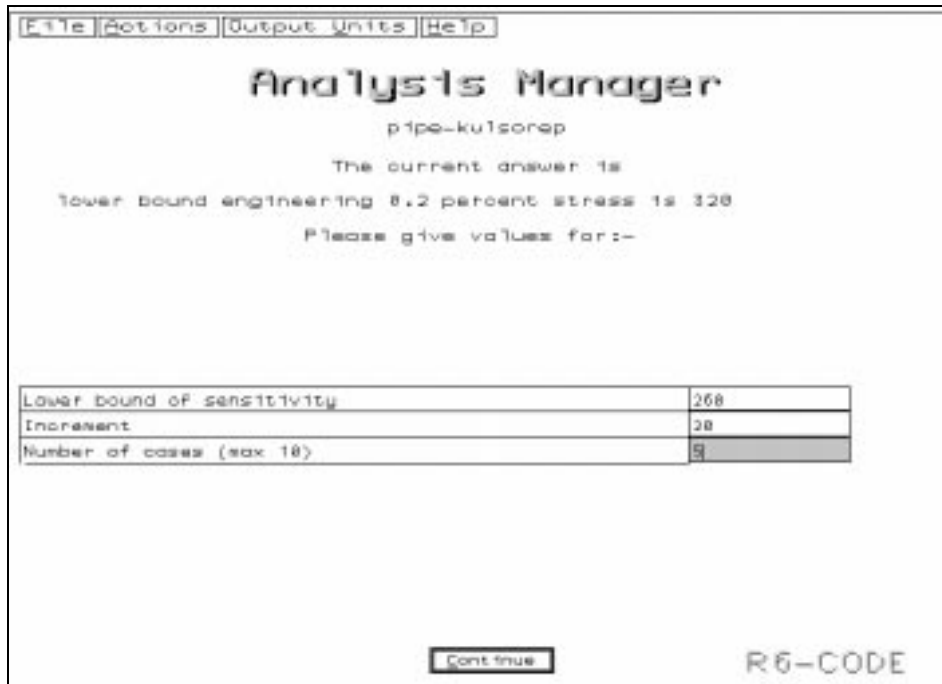 File Actions Output Units Help
Analysis Manager
pipe-kulsorep
The current answer is
lower bound engineering 0.2 percent stress is 320
Please give values for:-
Lower bound of sensitivity 260
Increment 20
Number of cases (max 10) 5
Continue
R6-CODE